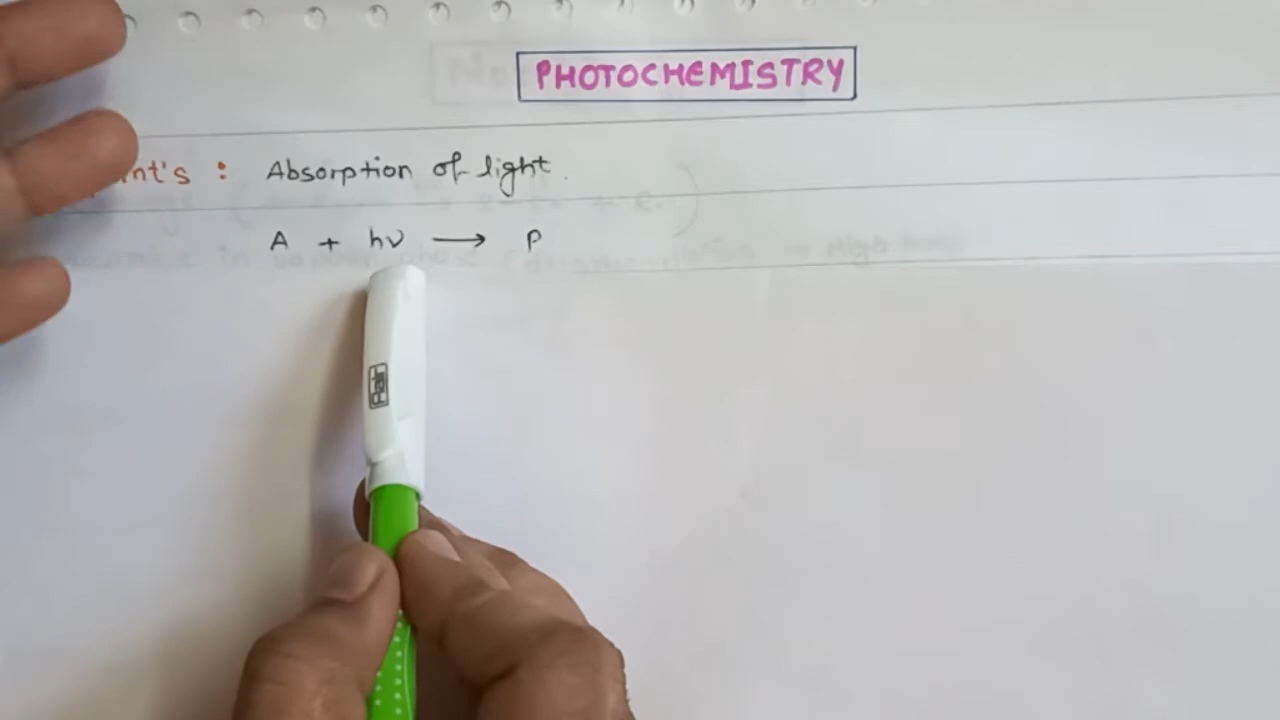 PHOTOCHEMISTRY
nt's : Absorption of light.
A + hν → P